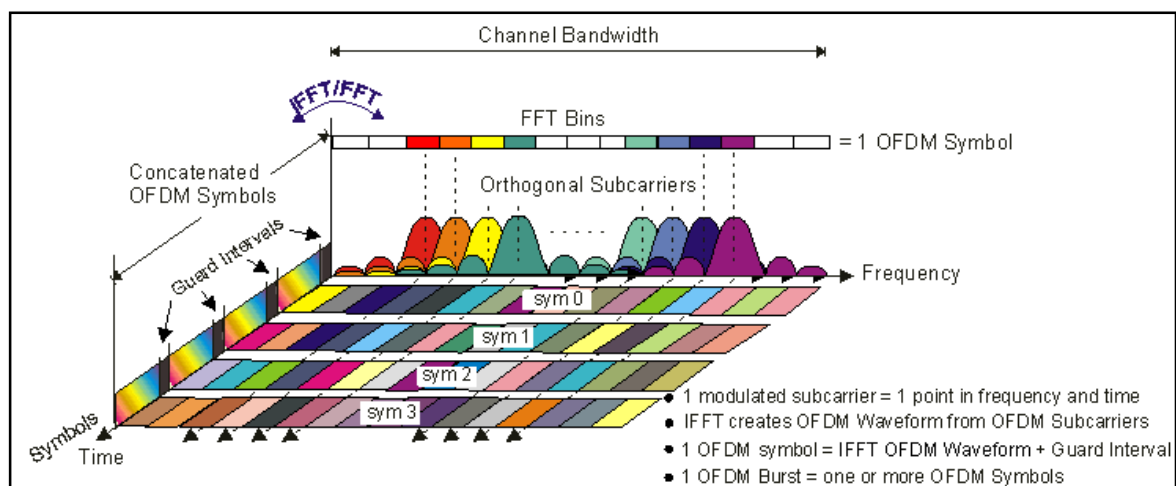 Channel Bandwidth
IFFT/FFT
FFT Bins
= 1 OFDM Symbol
Concatenated
OFDM Symbols
Orthogonal Subcarriers
Guard Intervals
Frequency
sym 0
sym 1
sym 2
sym 3
Symbols
Time
● 1 modulated subcarrier = 1 point in frequency and time
● IFFT creates OFDM Waveform from OFDM Subcarriers
● 1 OFDM symbol = IFFT OFDM Waveform + Guard Interval
● 1 OFDM Burst = one or more OFDM Symbols